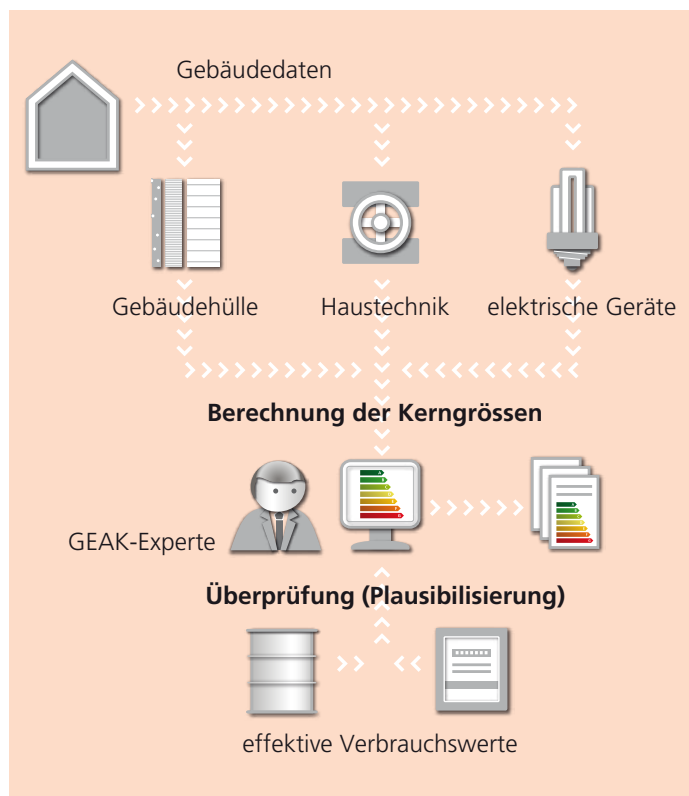 Gebäudedaten
Gebäudehülle
Haustechnik
elektrische Geräte
Berechnung der Kerngrössen
GEAK-Experte
Überprüfung (Plausibilisierung)
effektive Verbrauchswerte